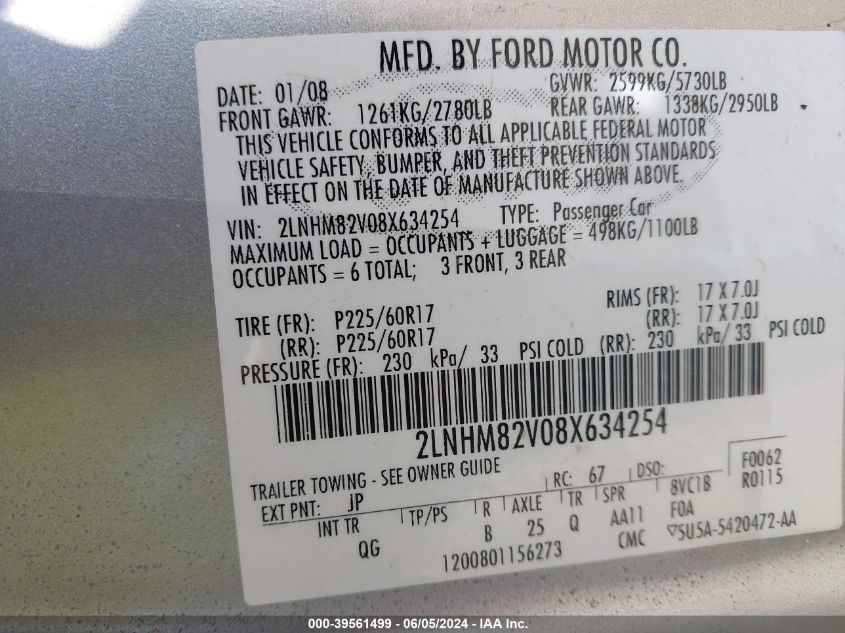 MFD. BY FORD MOTOR CO.
DATE: 01/08 GVWR: 2599KG/5730LB
FRONT GAWR: 1261KG/2780LB REAR GAWR: 1338KG/2950LB
THIS VEHICLE CONFORMS TO ALL APPLICABLE FEDERAL MOTOR
VEHICLE SAFETY, BUMPER, AND THEFT PREVENTION STANDARDS
IN EFFECT ON THE DATE OF MANUFACTURE SHOWN ABOVE.
VIN: 2LNHM82V08X634254 TYPE: Passenger Car
MAXIMUM LOAD = OCCUPANTS + LUGGAGE = 498KG/1100LB
OCCUPANTS = 6 TOTAL; 3 FRONT, 3 REAR
TIRE (FR): P225/60R17 RIMS (FR): 17 X 7.0J
(RR): P225/60R17 (RR): 17 X 7.0J
PRESSURE (FR): 230 kPa/ 33 PSI COLD (RR): 230 kPa/ 33 PSI COLD
2LNHM82V08X634254
TRAILER TOWING - SEE OWNER GUIDE
F0062
EXT PNT: JP RC: 67 DSO: 8VC1B R0115
INT TR TP/PS R AXLE TR SPR F0A
QG B 25 Q AA11
1200801156273 CMC 5U5A-5420472-AA
000-39561499 - 06/05/2024 - IAA Inc.